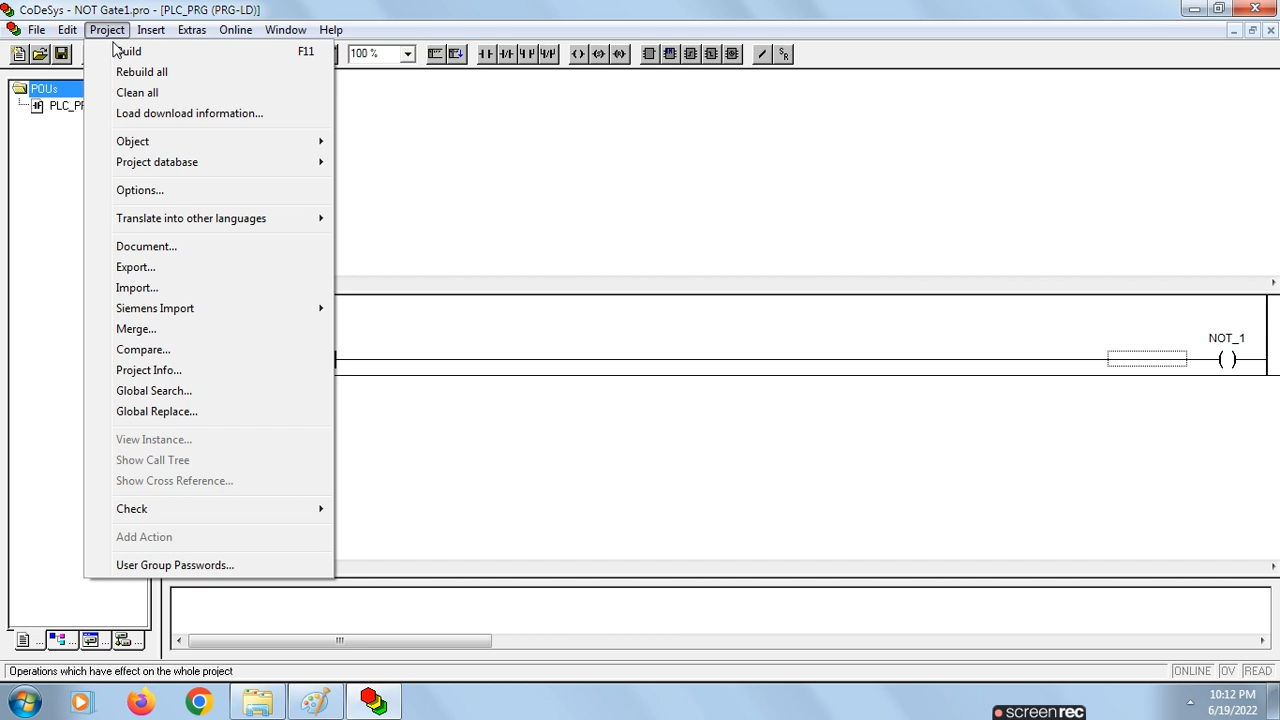 CoDeSys - NOT Gate1.pro - [PLC_PRG (PRG-LD)]
File Edit Project Insert Extras Online Window Help
100 %
POUs
F11
Rebuild all
Clean all
Load download information...
Object
Project database
Options...
Translate into other languages
Document...
Export...
Import...
Siemens Import
Merge...
Compare...
Project Info...
Global Search...
Global Replace...
View Instance...
Show Call Tree
Show Cross Reference...
Check
Add Action
User Group Passwords...
NOT_1
Operations which have effect on the whole project
ONLINE OV READ
10:12 PM
6/19/2022
screenrec